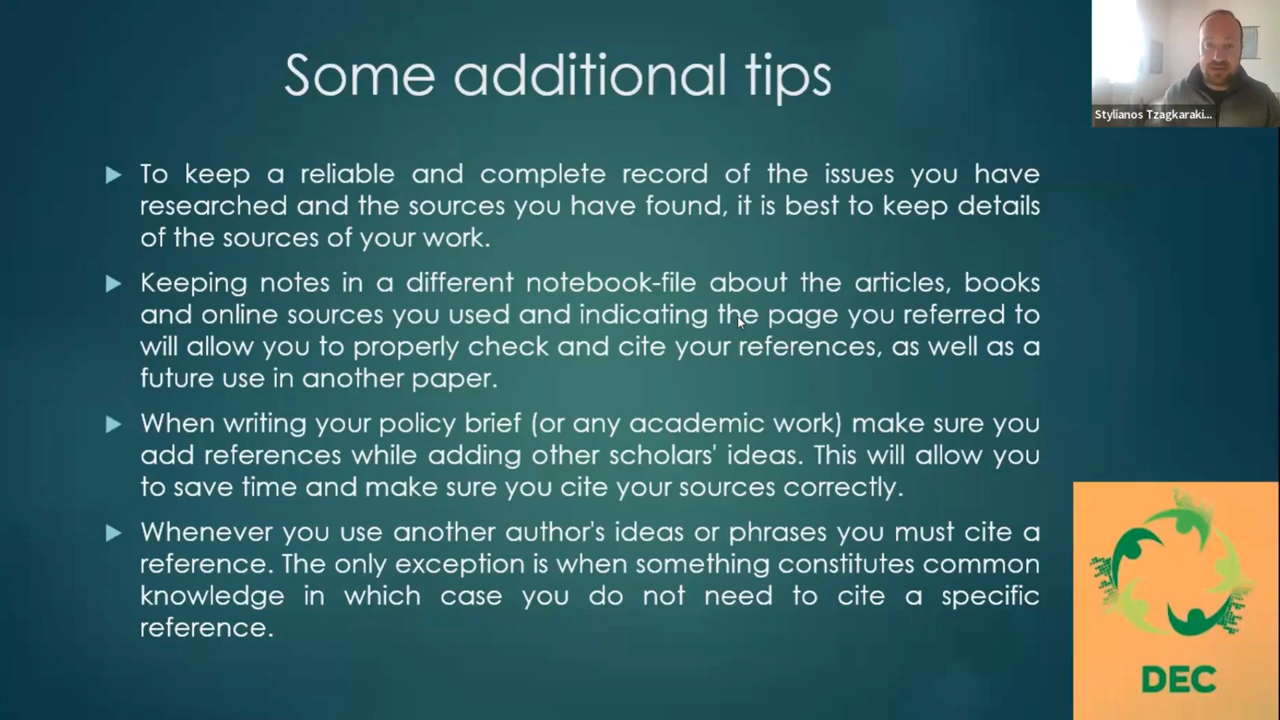 Some additional tips
Stylianos Tzagkaraki...
To keep a reliable and complete record of the issues you have
researched and the sources you have found, it is best to keep details
of the sources of your work.
Keeping notes in a different notebook-file about the articles, books
and online sources you used and indicating the page you referred to
will allow you to properly check and cite your references, as well as a
future use in another paper.
When writing your policy brief (or any academic work) make sure you
add references while adding other scholars' ideas. This will allow you
to save time and make sure you cite your sources correctly.
Whenever you use another author's ideas or phrases you must cite a
reference. The only exception is when something constitutes common
knowledge in which case you do not need to cite a specific
reference.
DEC